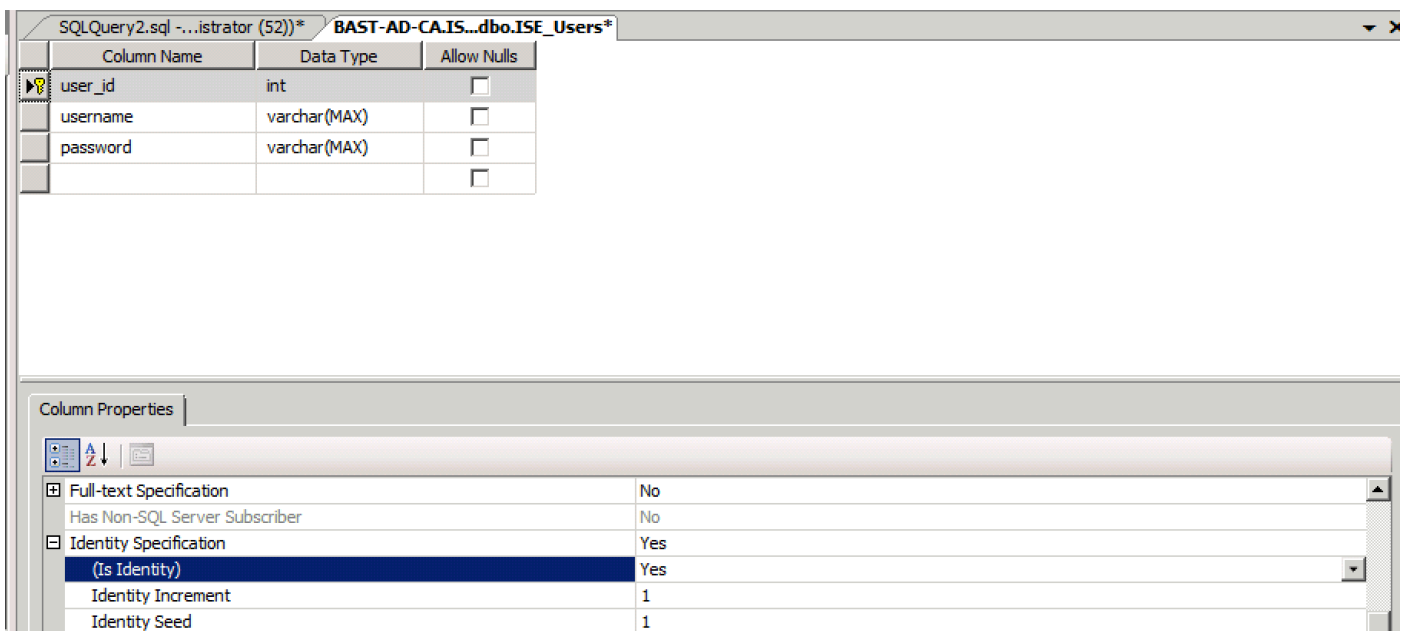 SQLQuery2.sql -...istrator (52))* BAST-AD-CA.IS...dbo.ISE_Users*
Column Name Data Type Allow Nulls
user_id int
username varchar(MAX)
password varchar(MAX)
Column Properties
Full-text Specification No
Has Non-SQL Server Subscriber No
Identity Specification Yes
(Is Identity) Yes
Identity Increment 1
Identity Seed 1